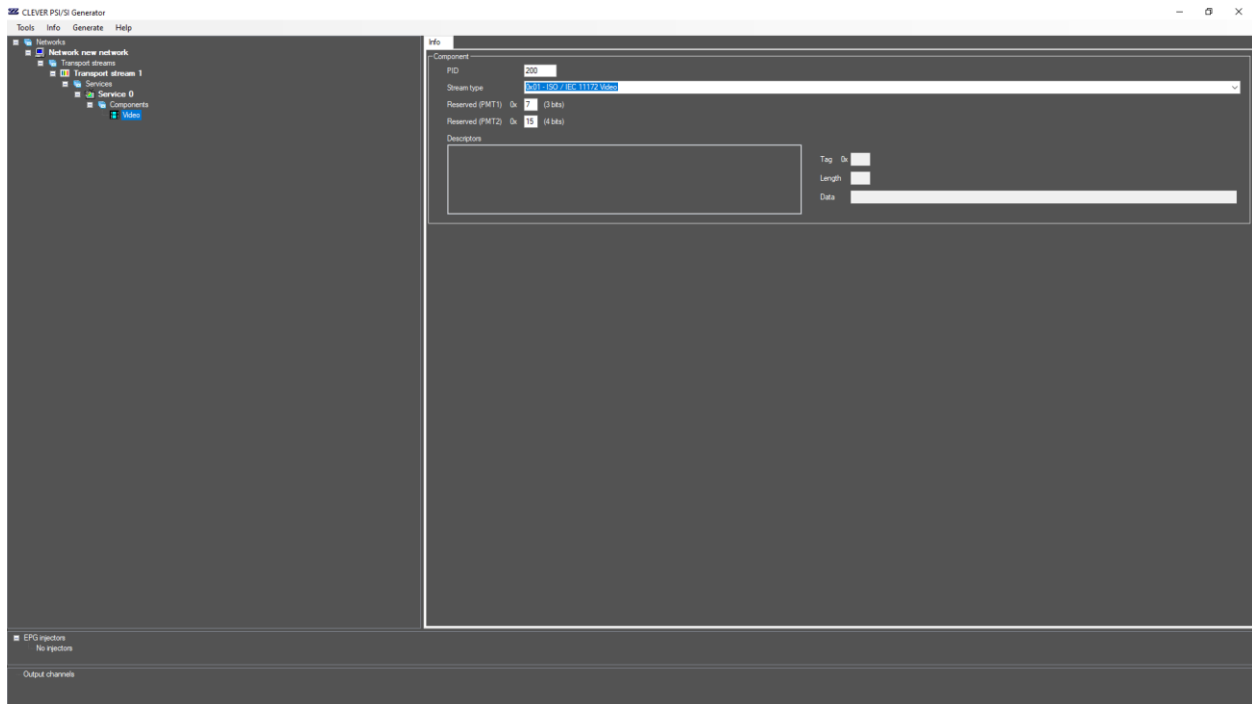 CLEVER PSI/SI Generator
Tools Info Generate Help
Networks
Network new network
Transport streams
Transport stream 1
Services
Service 0
Components
Video
Info
Component
PID 200
Stream type 0x01 - ISO / IEC 11172 Video
Reserved (PMT1) 0x 7 (3 bits)
Reserved (PMT2) 0x 15 (4 bits)
Descriptors
Tag 0x
Length
Data
EPG injectors
No injectors
Output channels